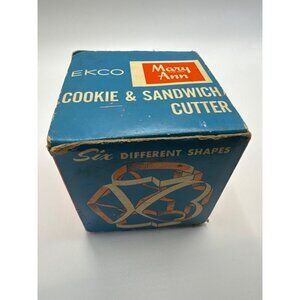 EKCO
Mary
Ann
COOKIE & SANDWICH
CUTTER
Six DIFFERENT SHAPES